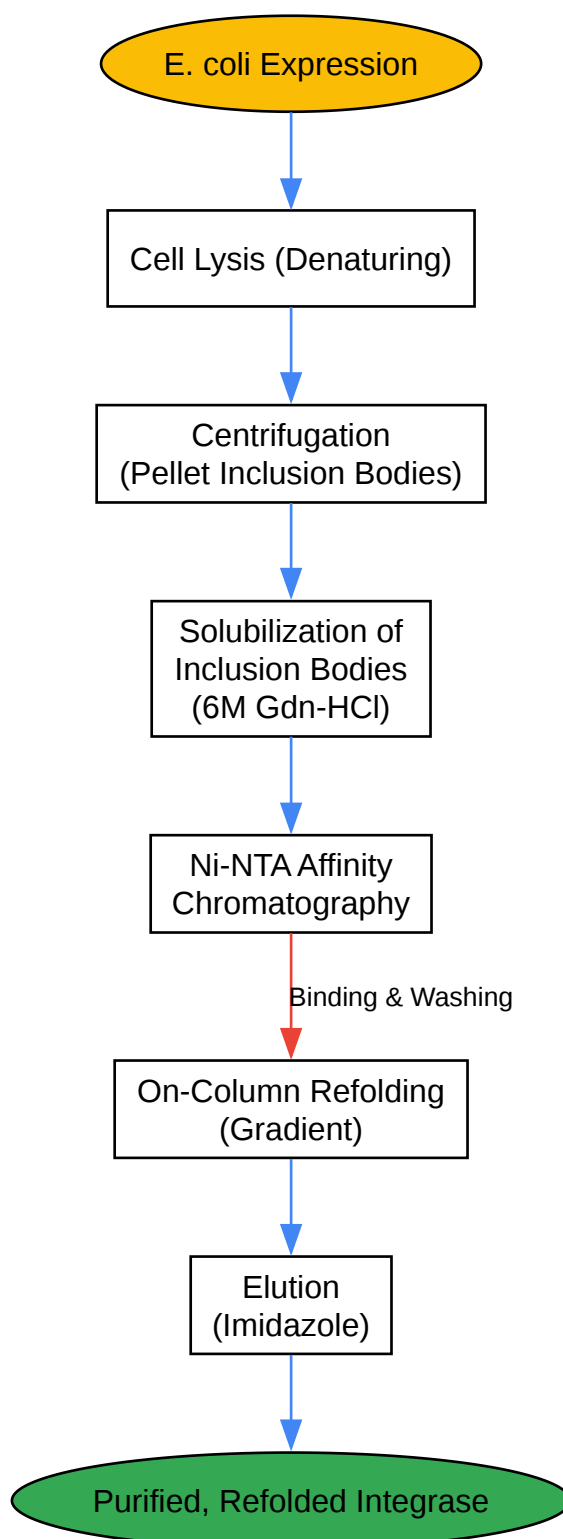 E. coli Expression
Cell Lysis (Denaturing)
Centrifugation
(Pellet Inclusion Bodies)
Solubilization of
Inclusion Bodies
(6M Gdn-HCl)
Ni-NTA Affinity
Chromatography
Binding & Washing
On-Column Refolding
(Gradient)
Elution
(Imidazole)
Purified, Refolded Integrase